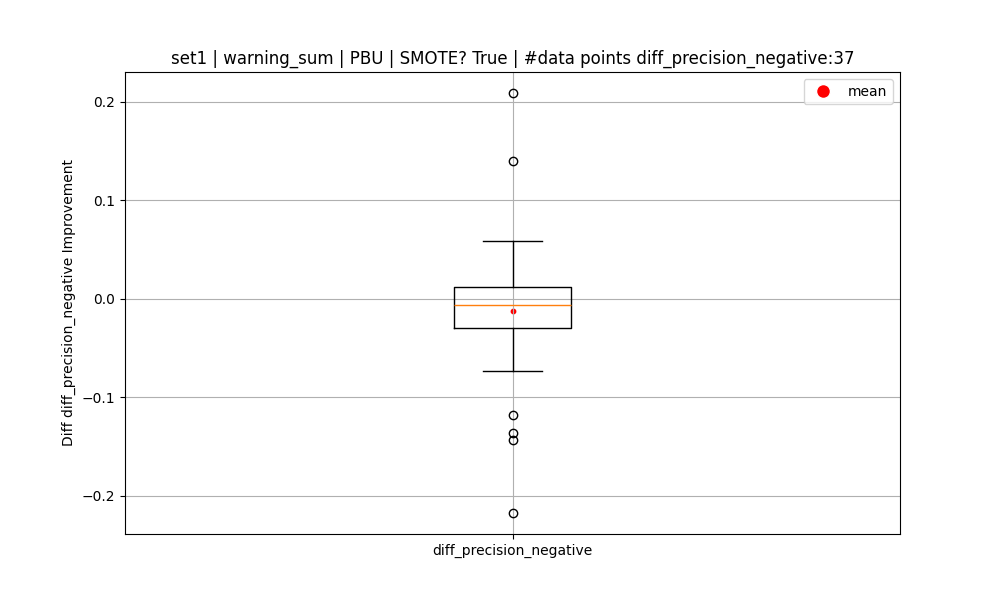 set1 | warning_sum | PBU | SMOTE? True | #data points diff_precision_negative:37
mean
0.2
0.1
0.0
−0.1
−0.2
Diff diff_precision_negative Improvement
diff_precision_negative